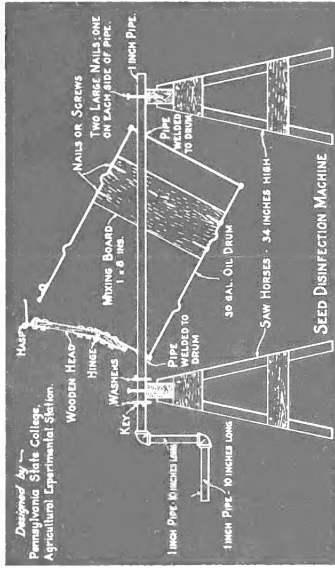 Designed by —
Pennsylvania State College,
Agricultural Experimental Station.
HASP
WOODEN HEAD
HINGE
WASHERS
KEY
NAILS OR SCREWS
TWO LARGE NAILS; ONE
ON EACH SIDE OF PIPE.
1 INCH PIPE.
MIXING BOARD
1 x 8 INS.
PIPE
WELDED
TO DRUM
30 GAL. OIL DRUM
PIPE
WELDED TO
DRUM
1 INCH PIPE 10 INCHES LONG
1 INCH PIPE - 10 INCHES LONG
SAW HORSES - 34 INCHES HIGH
SEED DISINFECTION MACHINE